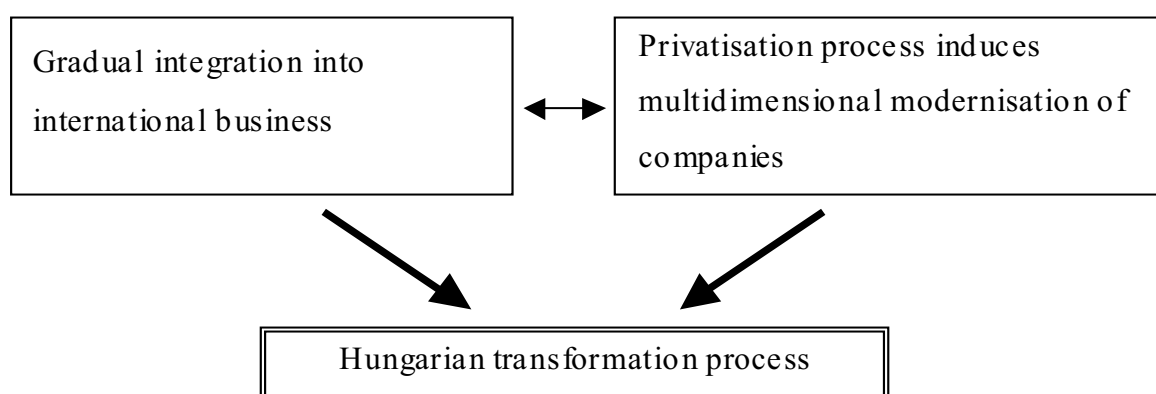 Gradual integration into
international business
Privatisation process induces
multidimensional modernisation of
companies
Hungarian transformation process